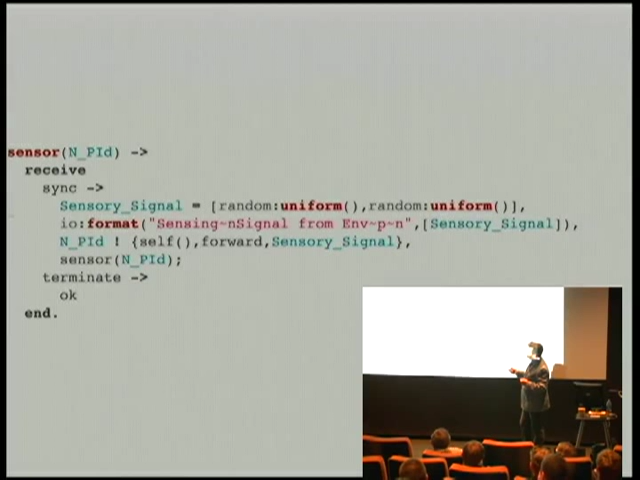 sensor(N_PId) ->
receive
sync ->
Sensory_Signal = [random:uniform(),random:uniform()],
io:format("Sensing~nSignal from Env~p~n",[Sensory_Signal]),
N_PId ! {self(),forward,Sensory_Signal},
sensor(N_PId);
terminate ->
ok
end.